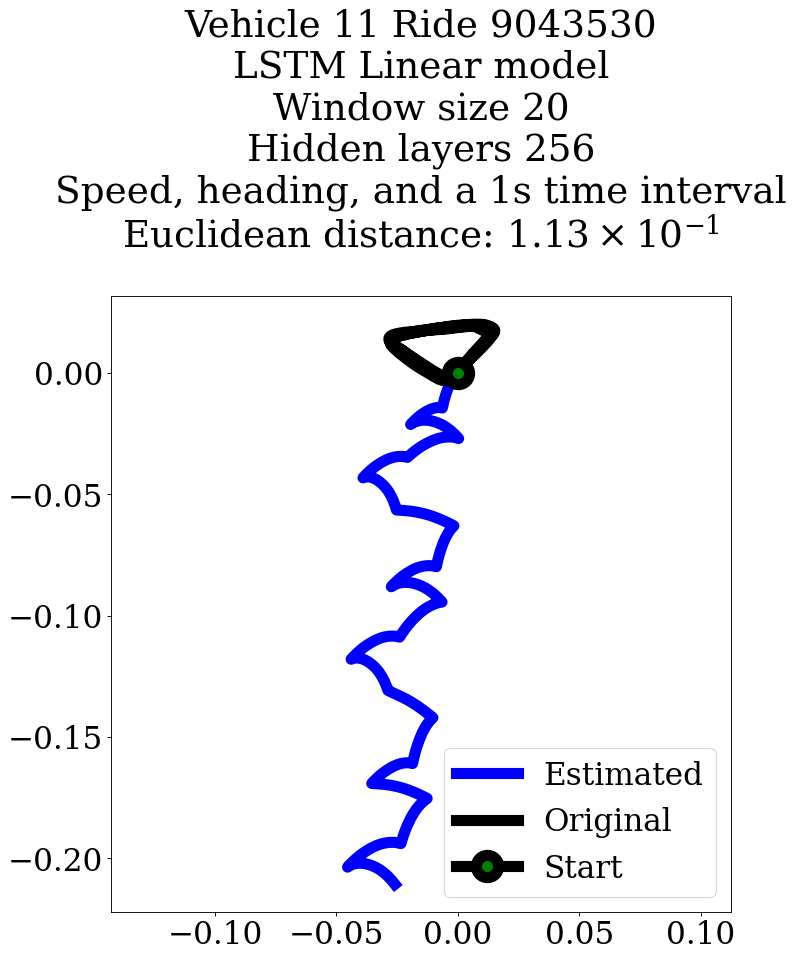 Vehicle 11 Ride 9043530
LSTM Linear model
Window size 20
Hidden layers 256
Speed, heading, and a 1s time interval
Euclidean distance: 1.13 × 10⁻¹
0.00
−0.05
−0.10
−0.15
−0.20
Estimated
Original
Start
−0.10 −0.05 0.00 0.05 0.10